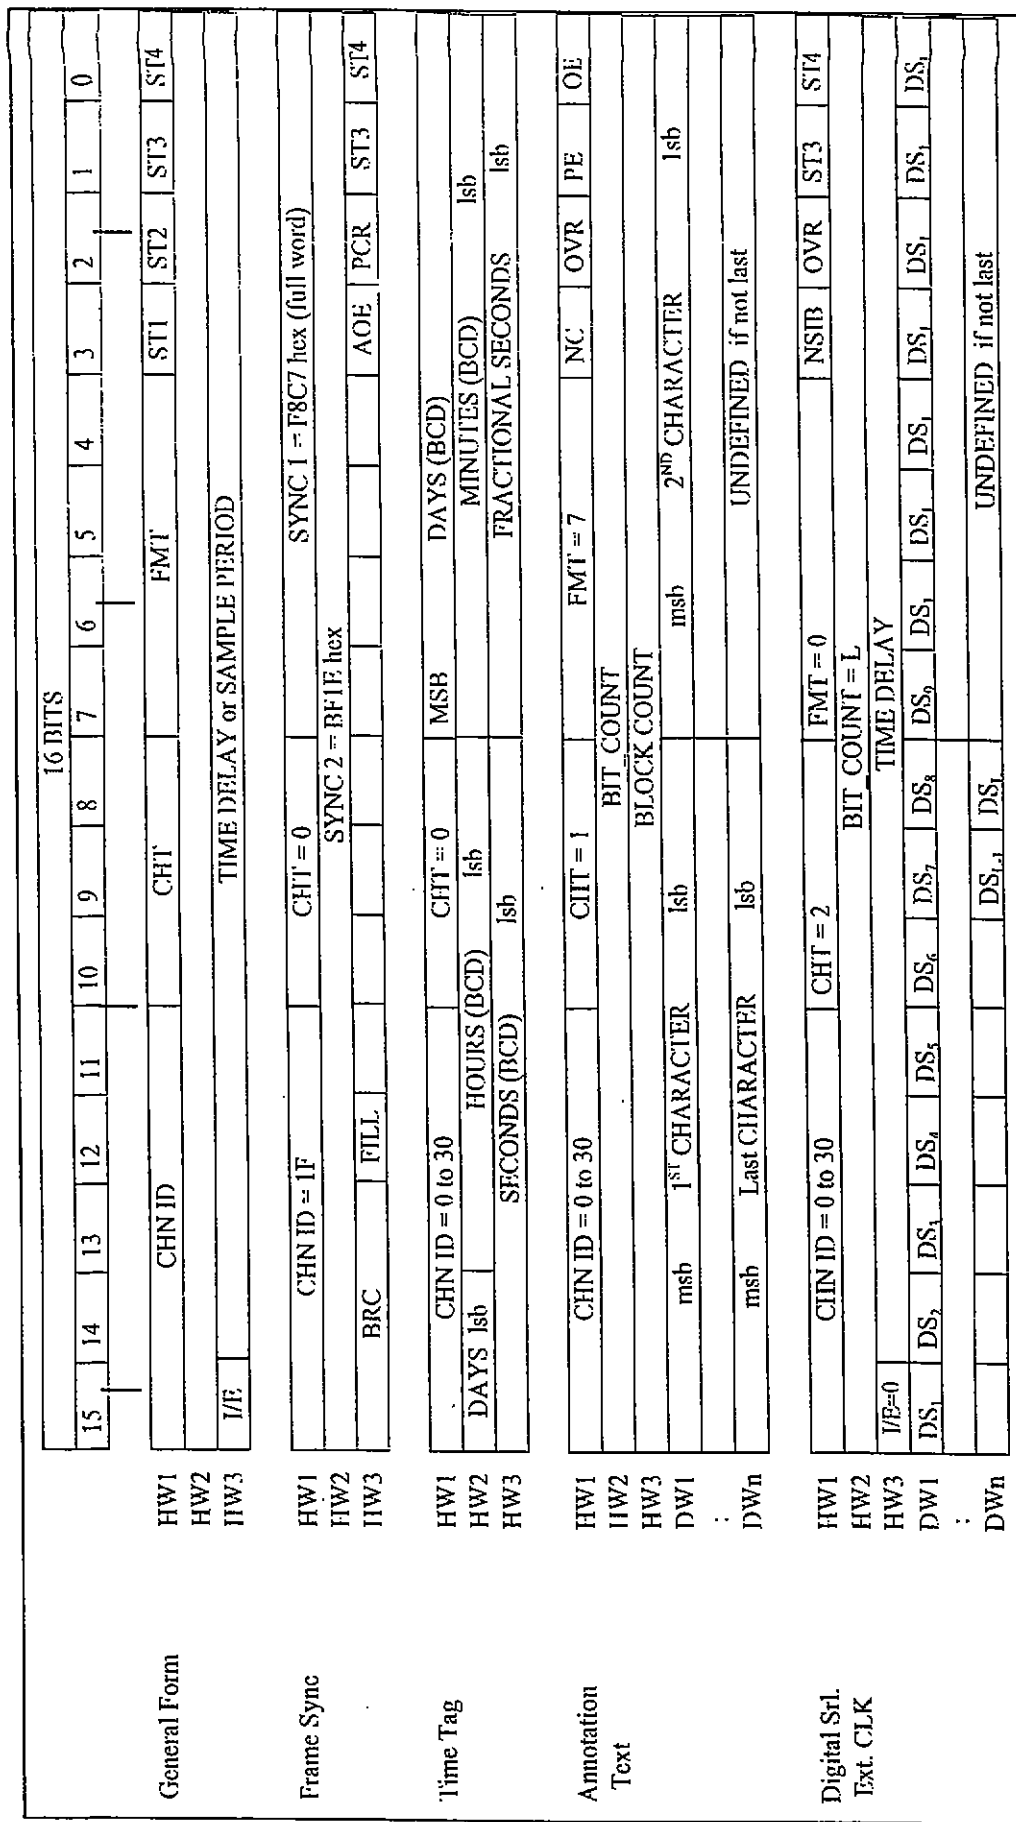 16 BITS
15 14 13 12 11 10 9 8 7 6 5 4 3 2 1 0
General Form
HW1 CHN ID CHT FMT ST1 ST2 ST3 ST4
HW2
HW3 I/E TIME DELAY or SAMPLE PERIOD
Frame Sync
HW1 CHN ID = 1F CHT = 0 SYNC 1 = F8C7 hex (full word)
HW2 SYNC 2 = BF1E hex
HW3 BRC FILL AOE PCR ST3 ST4
Time Tag
HW1 CHN ID = 0 to 30 CHT = 0 MSB DAYS (BCD)
HW2 DAYS lsb HOURS (BCD) lsb MINUTES (BCD) lsb
HW3 SECONDS (BCD) lsb FRACTIONAL SECONDS lsb
Annotation
Text
HW1 CHN ID = 0 to 30 CHT = 1 FMT = 7 NC OVR PE OE
HW2 BIT_COUNT
HW3 BLOCK COUNT
DW1 msb 1ST CHARACTER lsb msb 2ND CHARACTER lsb
:
DWn msb Last CHARACTER lsb UNDEFINED if not last
Digital Srl.
Ext. CLK
HW1 CHN ID = 0 to 30 CHT = 2 FMT = 0 NSIB OVR ST3 ST4
HW2 BIT_COUNT = L
HW3 I/E=0 TIME DELAY
DW1 DS1 DS2 DS3 DS4 DS5 DS6 DS7 DS8 DS9 DS1 DS1 DS1 DS1 DS1 DS1 DS1
:
DWn DSL-1 DSL UNDEFINED if not last